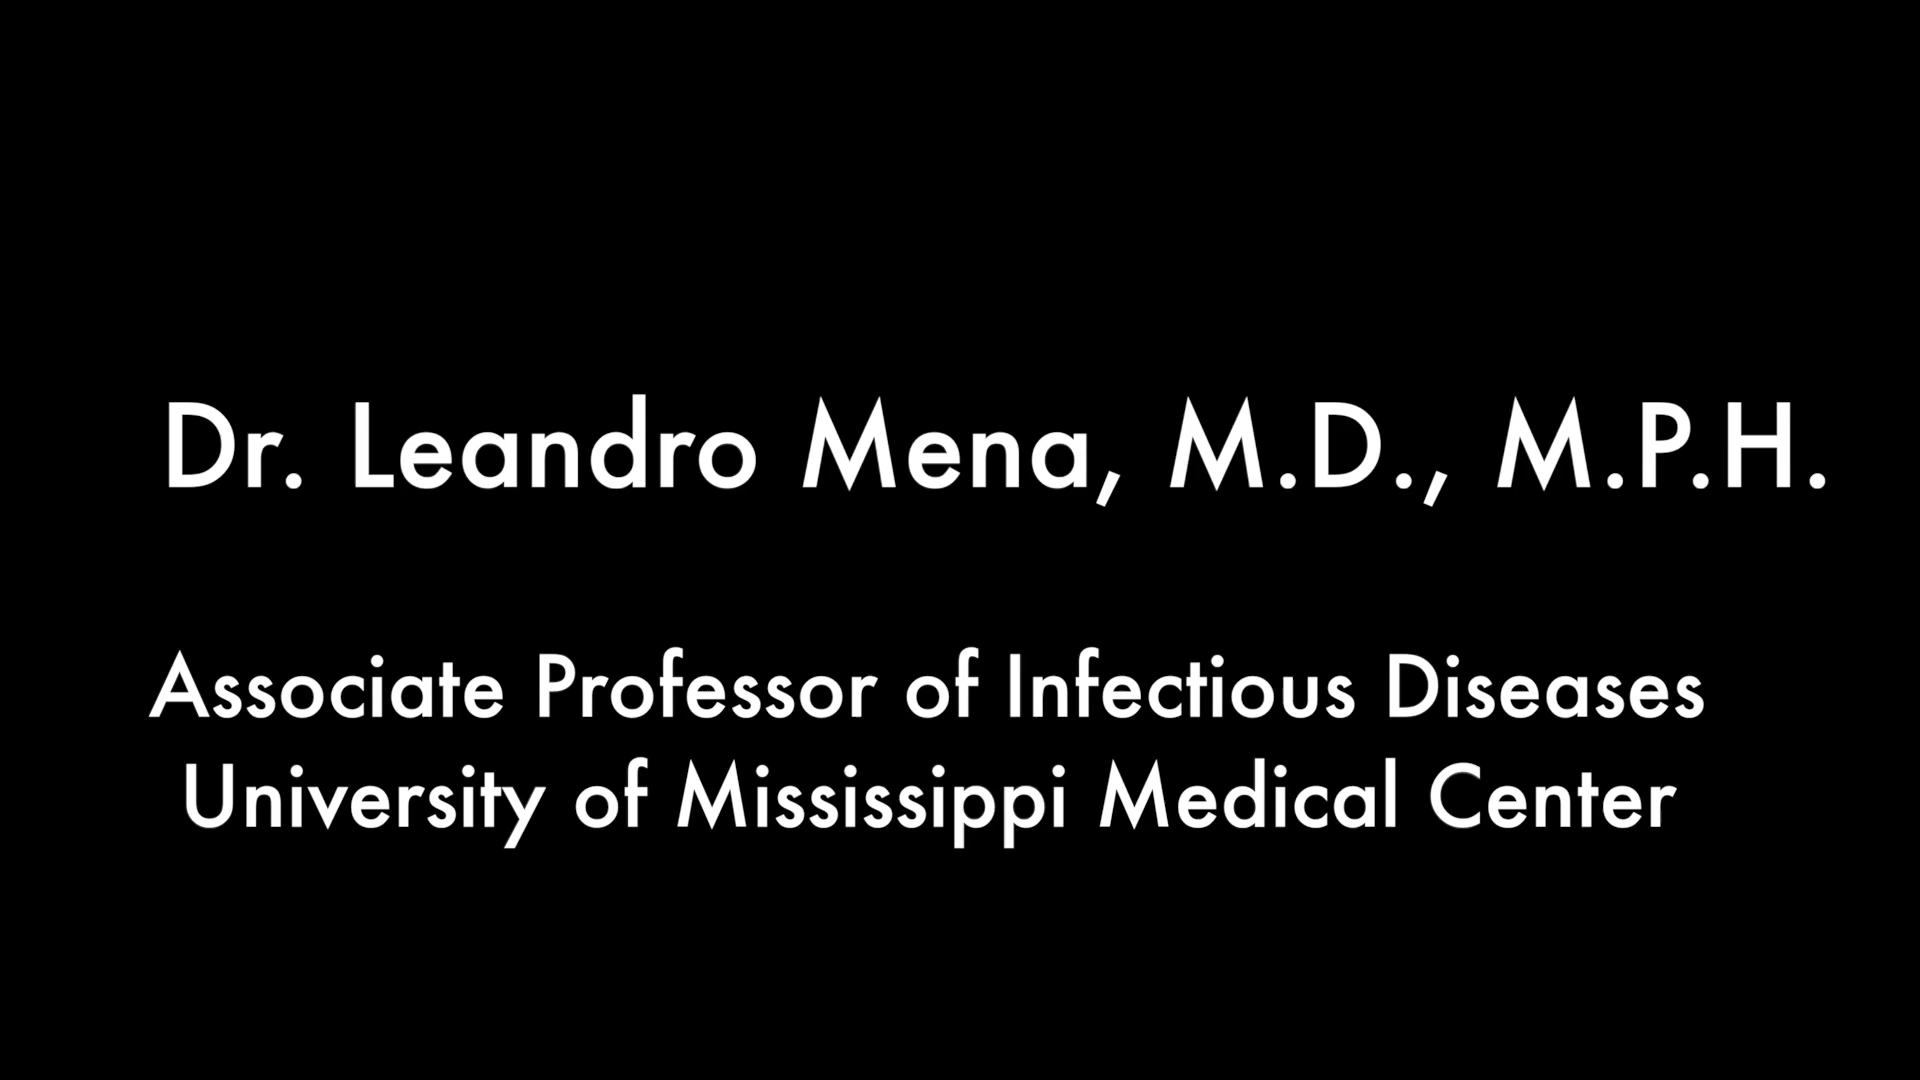 Dr. Leandro Mena, M.D., M.P.H.
Associate Professor of Infectious Diseases
University of Mississippi Medical Center